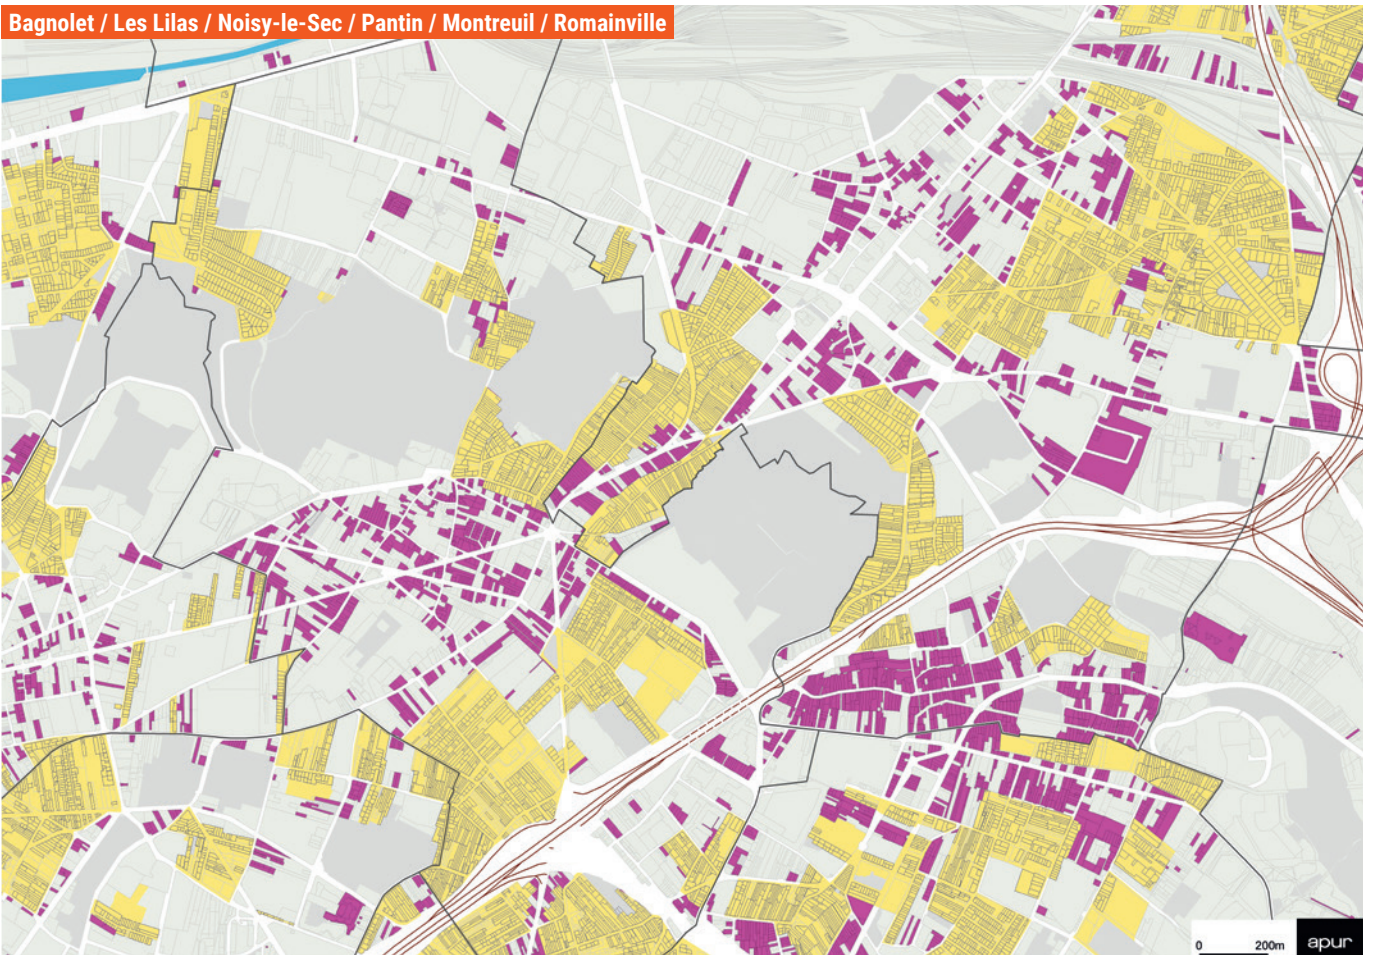 Bagnolet / Les Lilas / Noisy-le-Sec / Pantin / Montreuil / Romainville
0 200m
apur